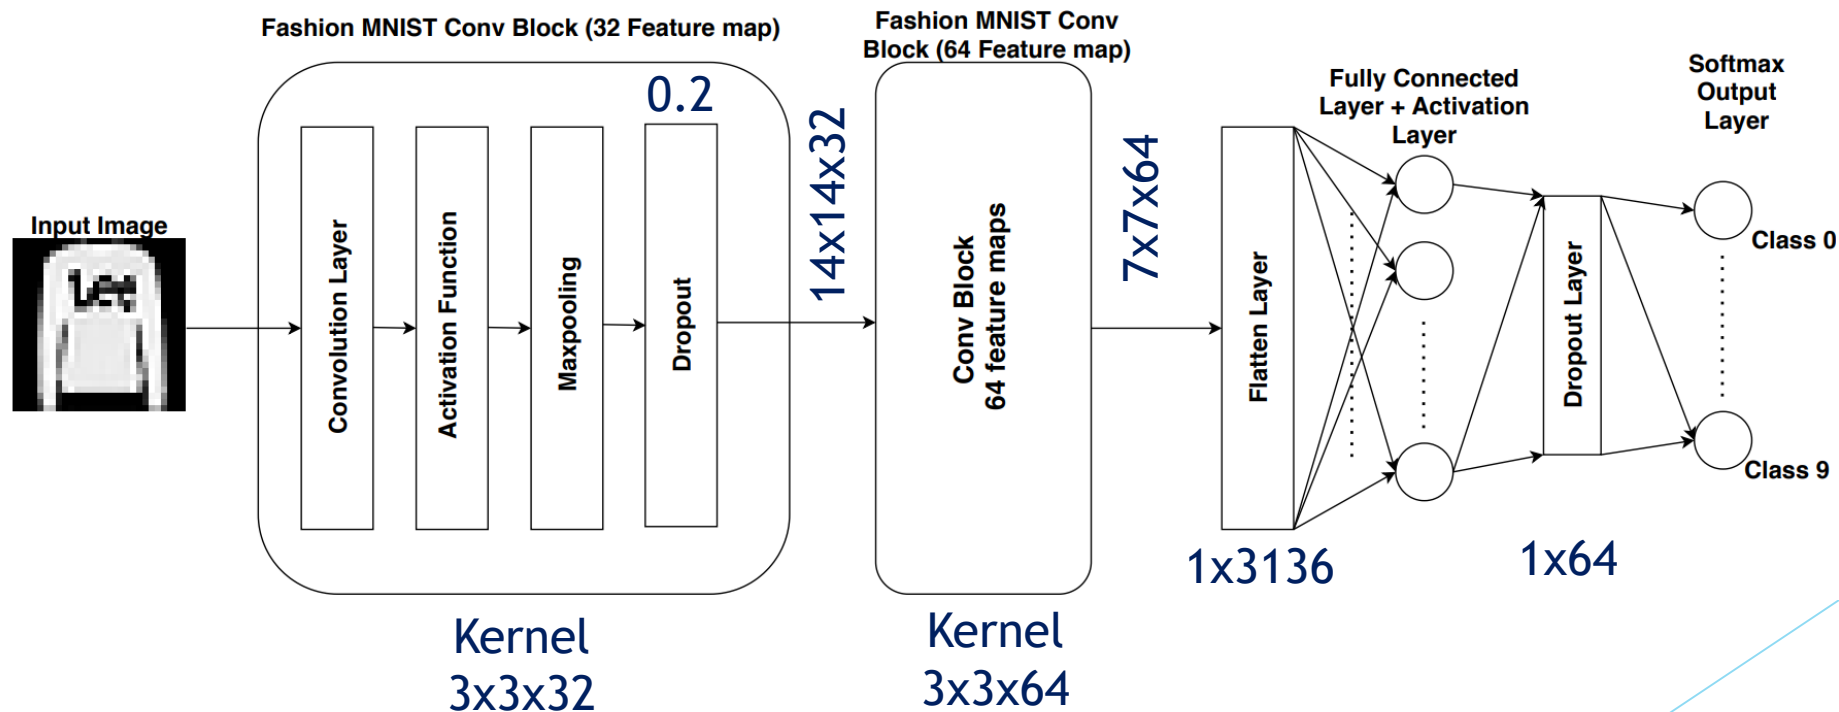 Fashion MNIST Conv Block (32 Feature map)
0.2
Input Image
Lee
Convolution Layer
Activation Function
Maxpooling
Dropout
Kernel
3x3x32
14x14x32
Fashion MNIST Conv
Block (64 Feature map)
Conv Block
64 feature maps
Kernel
3x3x64
7x7x64
Flatten Layer
1x3136
Fully Connected
Layer + Activation
Layer
Dropout Layer
1x64
Softmax
Output
Layer
Class 0
Class 9